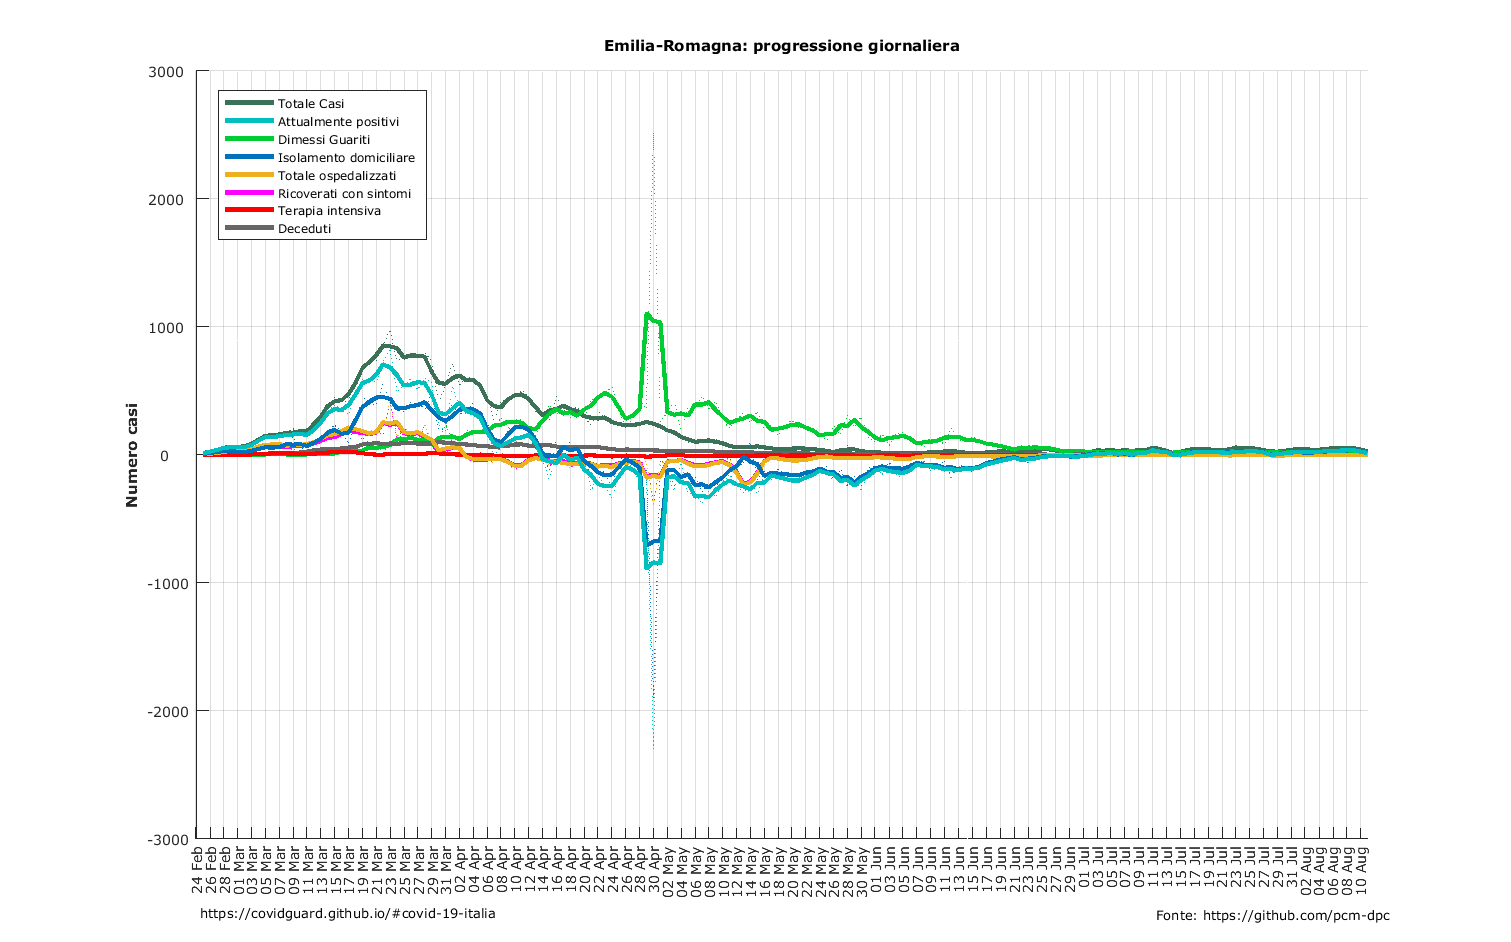 Emilia-Romagna: progressione giornaliera
3000
2000
1000
0
-1000
-2000
-3000
Numero casi
Totale Casi
Attualmente positivi
Dimessi Guariti
Isolamento domiciliare
Totale ospedalizzati
Ricoverati con sintomi
Terapia intensiva
Deceduti
24 Feb
26 Feb
28 Feb
01 Mar
03 Mar
05 Mar
07 Mar
09 Mar
11 Mar
13 Mar
15 Mar
17 Mar
19 Mar
21 Mar
23 Mar
25 Mar
27 Mar
29 Mar
31 Mar
02 Apr
04 Apr
06 Apr
08 Apr
10 Apr
12 Apr
14 Apr
16 Apr
18 Apr
20 Apr
22 Apr
24 Apr
26 Apr
28 Apr
30 Apr
02 May
04 May
06 May
08 May
10 May
12 May
14 May
16 May
18 May
20 May
22 May
24 May
26 May
28 May
30 May
01 Jun
03 Jun
05 Jun
07 Jun
09 Jun
11 Jun
13 Jun
15 Jun
17 Jun
19 Jun
21 Jun
23 Jun
25 Jun
27 Jun
29 Jun
01 Jul
03 Jul
05 Jul
07 Jul
09 Jul
11 Jul
13 Jul
15 Jul
17 Jul
19 Jul
21 Jul
23 Jul
25 Jul
27 Jul
29 Jul
31 Jul
02 Aug
04 Aug
06 Aug
08 Aug
10 Aug
https://covidguard.github.io/#covid-19-italia
Fonte: https://github.com/pcm-dpc